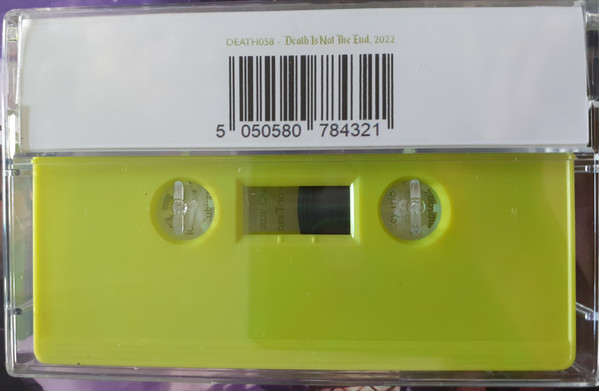 DEATH058 - Death Is Not The End, 2022
5 050580 784321